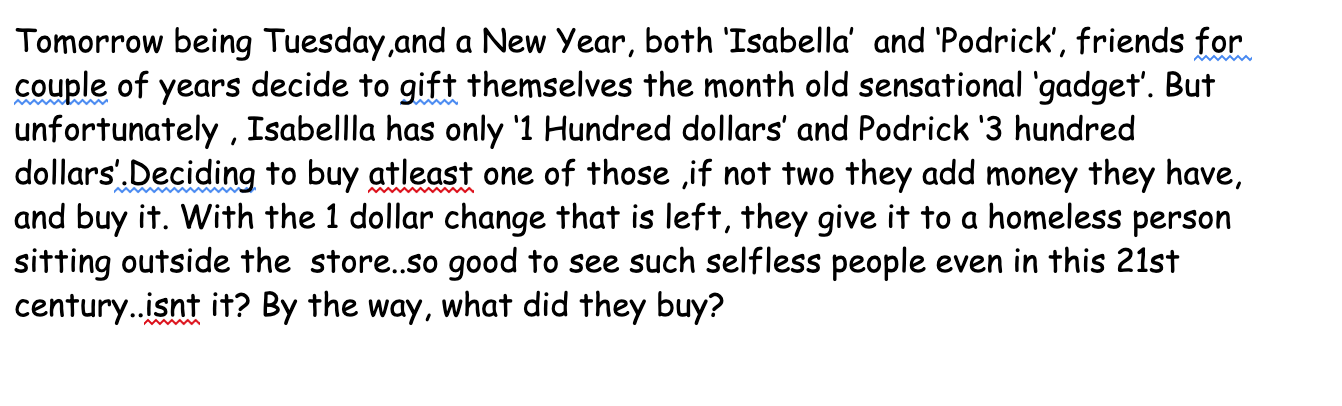 Tomorrow being Tuesday,and a New Year, both ‘Isabella’  and ‘Podrick’, friends for
couple of years decide to gift themselves the month old sensational ‘gadget’. But
unfortunately , Isabellla has only ‘1 Hundred dollars’ and Podrick ‘3 hundred
dollars’.Deciding to buy atleast one of those ,if not two they add money they have,
and buy it. With the 1 dollar change that is left, they give it to a homeless person
sitting outside the  store..so good to see such selfless people even in this 21st
century..isnt it? By the way, what did they buy?